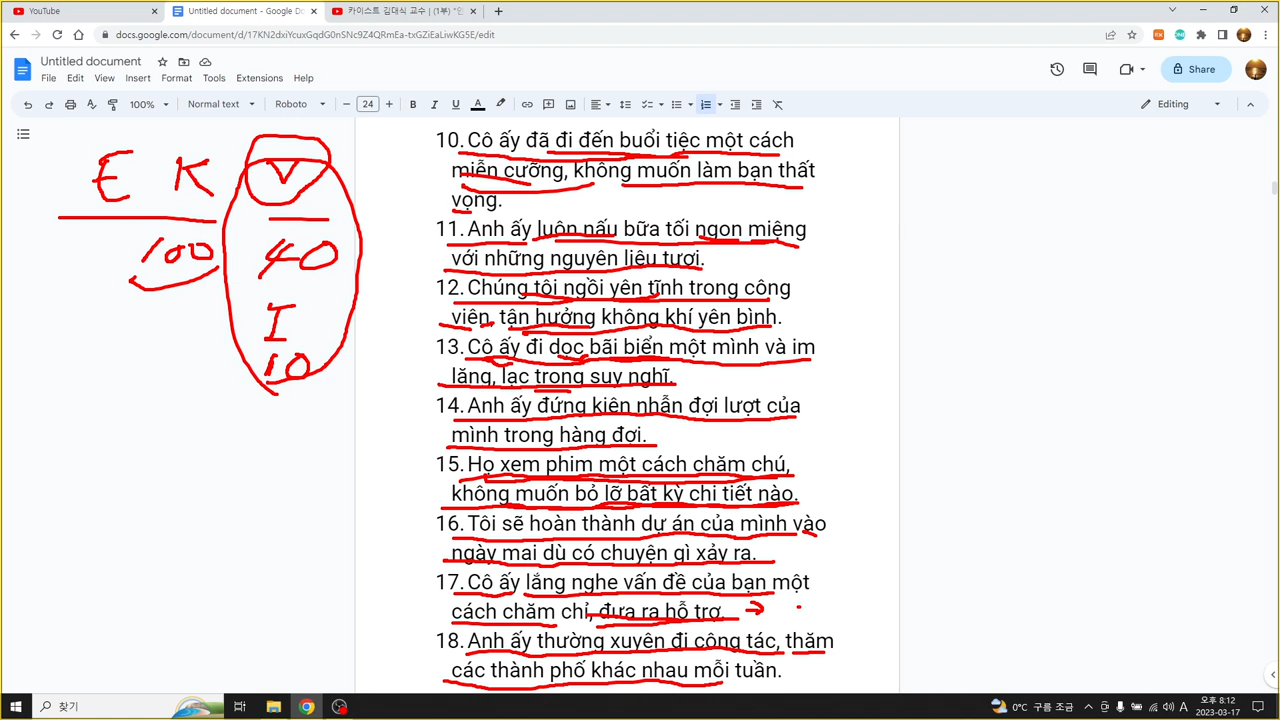 YouTube
Untitled document - Google Do
카이스트 김대식 교수 | (1부) "인
docs.google.com/document/d/17KN2dxiYcuxGqdG0nSNc9Z4QRmEa-txGZiEaLiwKG5E/edit
Untitled document
File Edit View Insert Format Tools Extensions Help
Share
100% Normal text Roboto 24 B I U A Editing
E K V
100 40
I
10
10. Cô ấy đã đi đến buổi tiệc một cách
miễn cưỡng, không muốn làm bạn thất
vọng.
11. Anh ấy luôn nấu bữa tối ngon miệng
với những nguyên liệu tươi.
12. Chúng tôi ngồi yên tĩnh trong công
viên, tận hưởng không khí yên bình.
13. Cô ấy đi dọc bãi biển một mình và im
lặng, lạc trong suy nghĩ.
14. Anh ấy đứng kiên nhẫn đợi lượt của
mình trong hàng đợi.
15. Họ xem phim một cách chăm chú,
không muốn bỏ lỡ bất kỳ chi tiết nào.
16. Tôi sẽ hoàn thành dự án của mình vào
ngày mai dù có chuyện gì xảy ra.
17. Cô ấy lắng nghe vấn đề của bạn một
cách chăm chỉ, đưa ra hỗ trợ.
18. Anh ấy thường xuyên đi công tác, thăm
các thành phố khác nhau mỗi tuần.
찾기
0°C 구름 조금
A
오후 8:12
2023-03-17